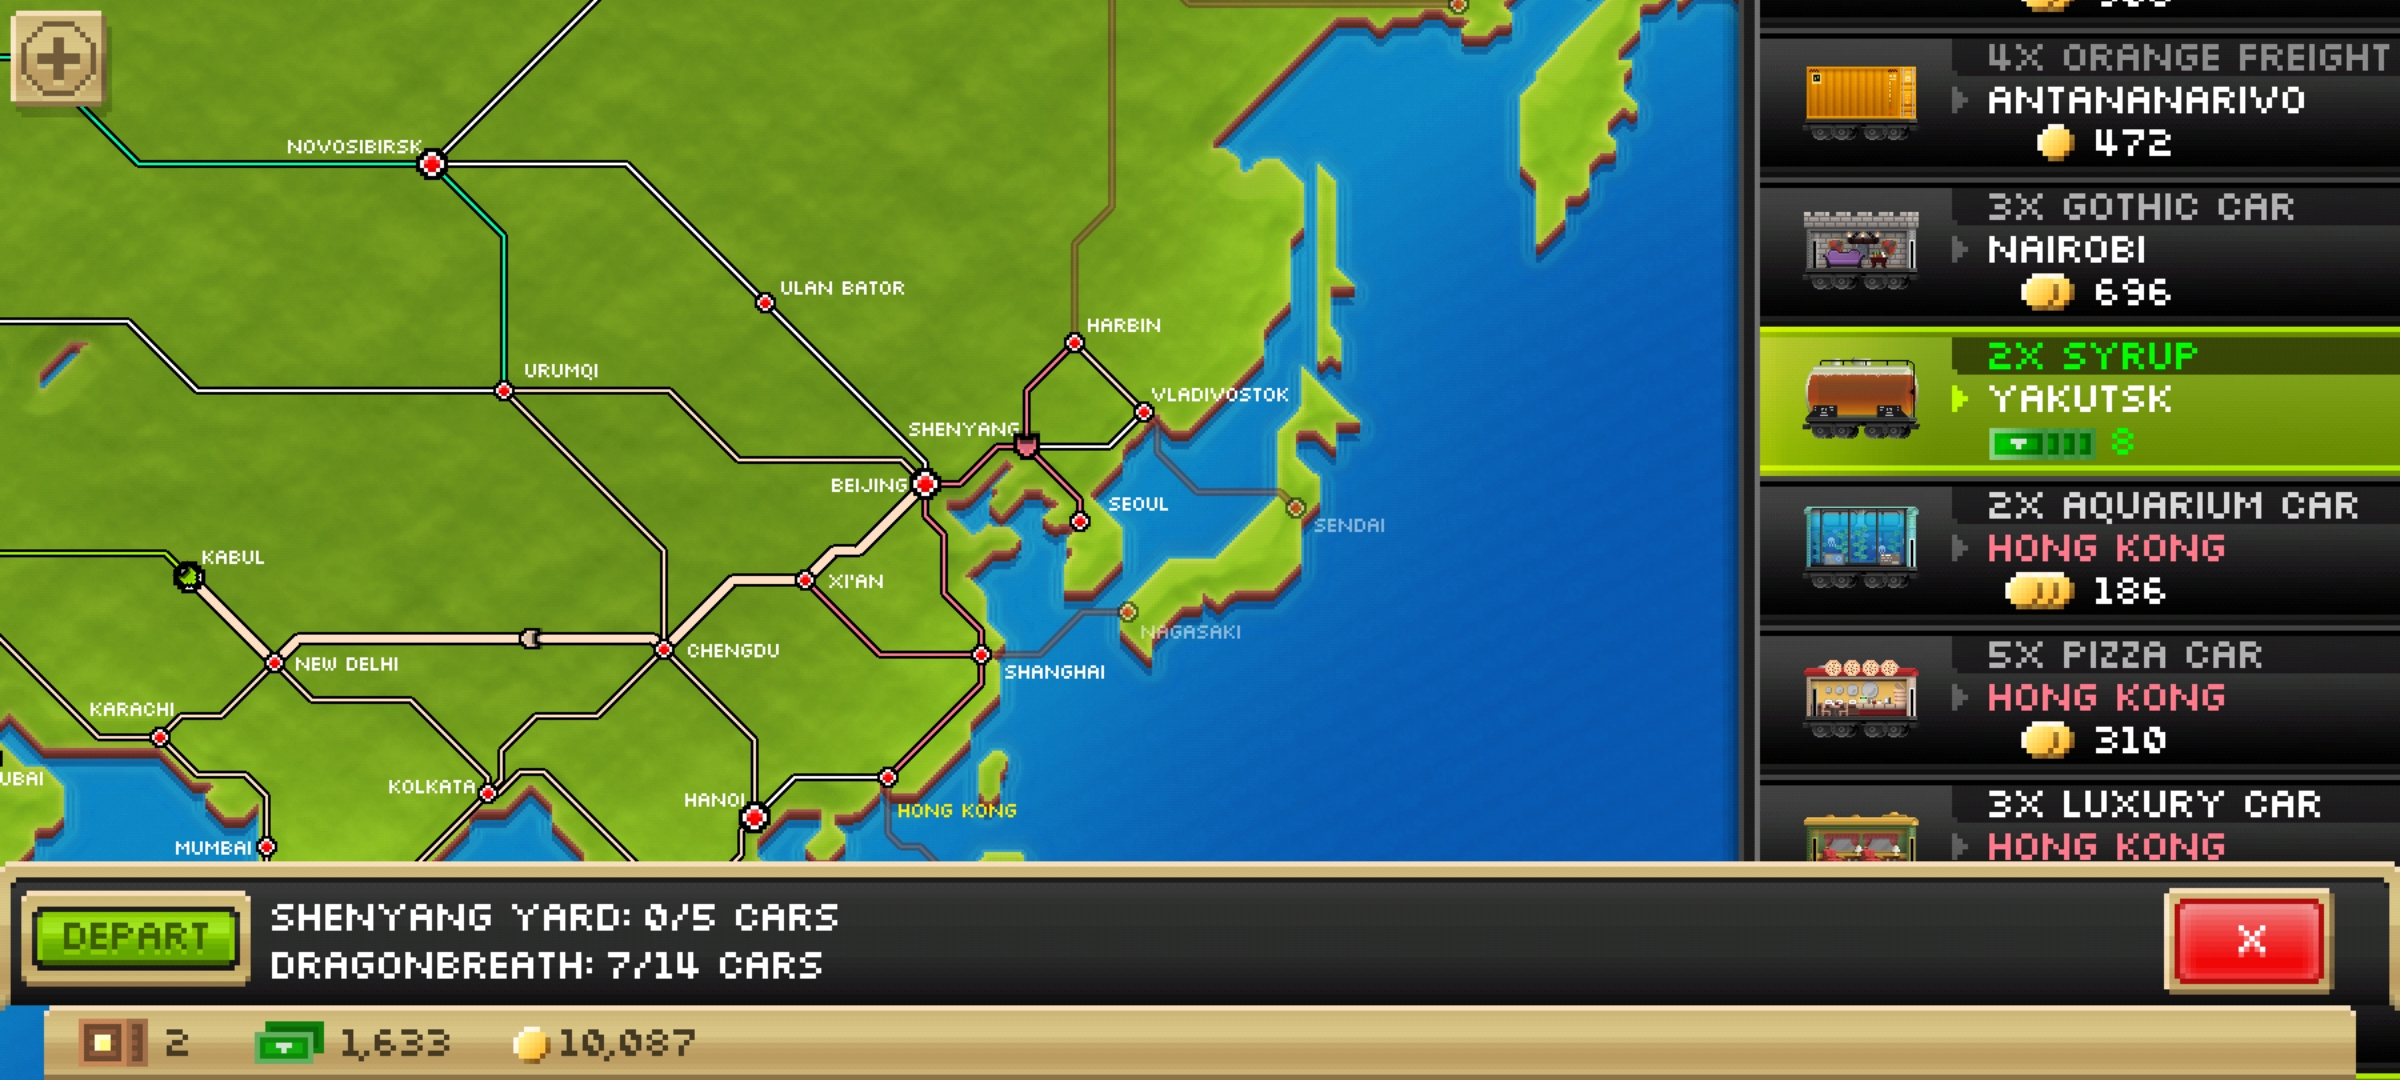 NOVOSIBIRSK
ULAN BATOR
HARBIN
URUMQI
VLADIVOSTOK
SHENYANG
BEIJING
SEOUL
SENDAI
KABUL
XI'AN
NAGASAKI
NEW DELHI
CHENGDU
SHANGHAI
KARACHI
UBAI
KOLKATA
HANOI
HONG KONG
MUMBAI
4X ORANGE FREIGHT
ANTANANARIVO
472
3X GOTHIC CAR
NAIROBI
696
2X SYRUP
YAKUTSK
8
2X AQUARIUM CAR
HONG KONG
186
5X PIZZA CAR
HONG KONG
310
3X LUXURY CAR
HONG KONG
DEPART
SHENYANG YARD: 0/5 CARS
DRAGONBREATH: 7/14 CARS
X
2
1,633
10,087